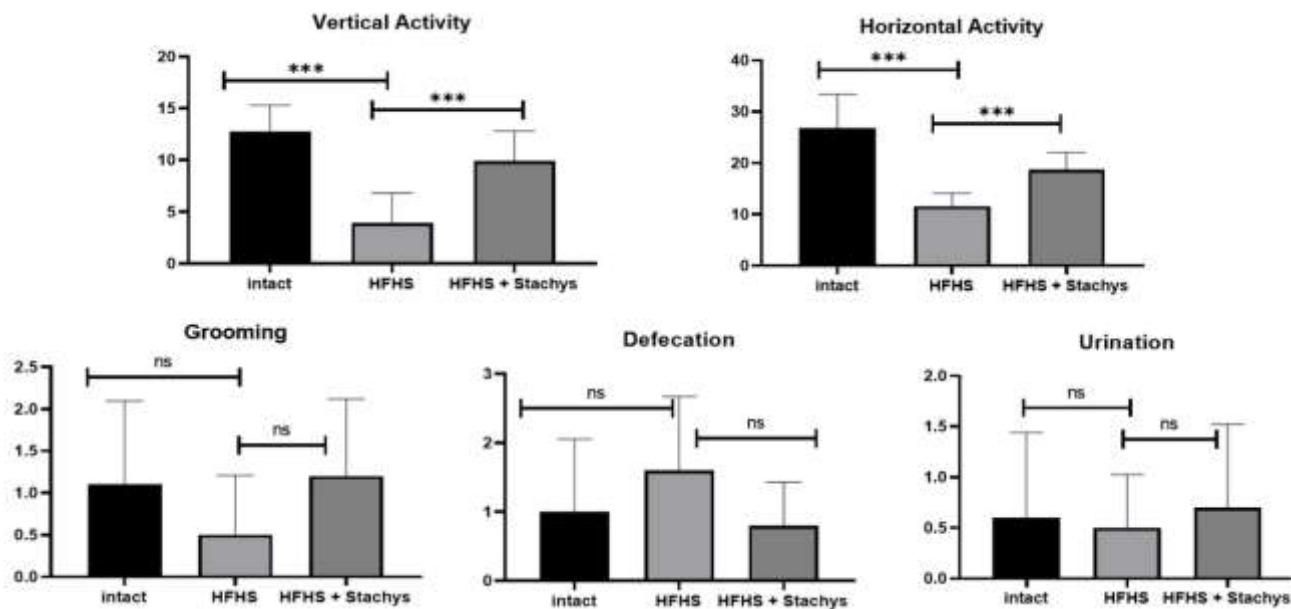 Vertical Activity
20
15
10
5
0
***
***
intact
HFHS
HFHS + Stachys
Horizontal Activity
40
30
20
10
0
***
***
intact
HFHS
HFHS + Stachys
Grooming
2.5
2.0
1.5
1.0
0.5
0.0
ns
ns
intact
HFHS
HFHS + Stachys
Defecation
3
2
1
0
ns
ns
intact
HFHS
HFHS + Stachys
Urination
2.0
1.5
1.0
0.5
0.0
ns
ns
intact
HFHS
HFHS + Stachys